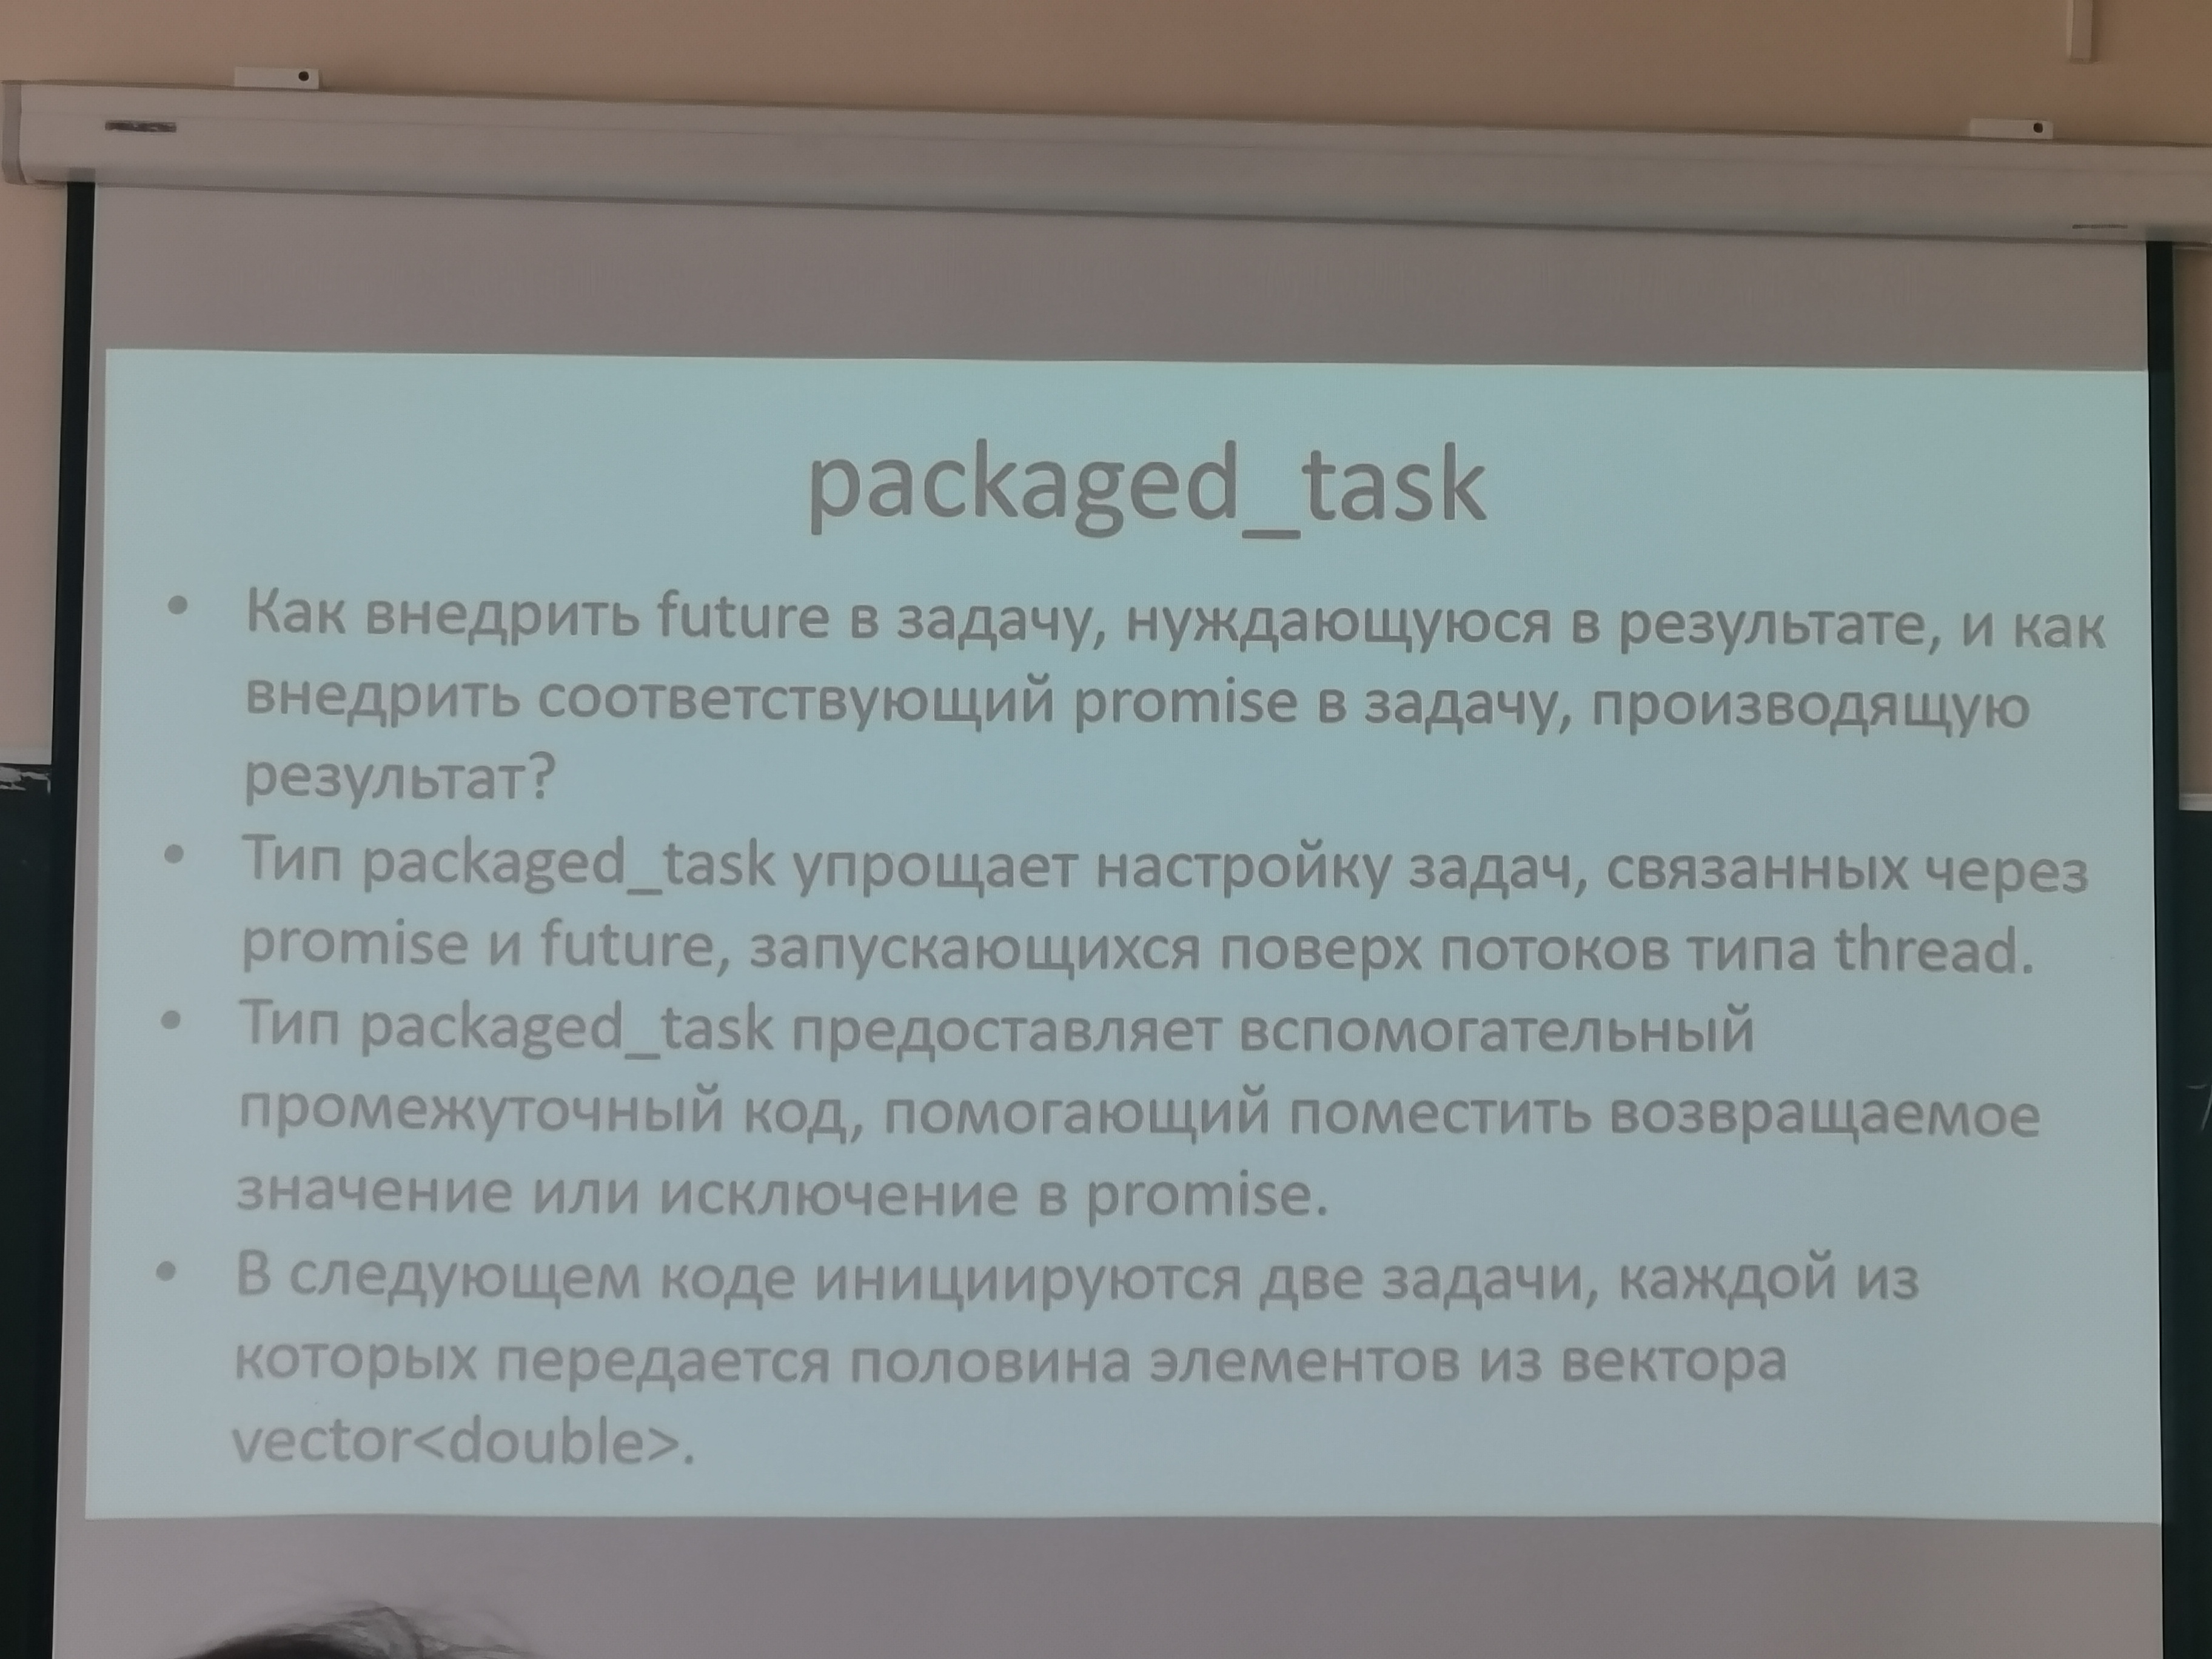 packaged_task
• Как внедрить future в задачу, нуждающуюся в результате, и как
внедрить соответствующий promise в задачу, производящую
результат?
• Тип packaged_task упрощает настройку задач, связанных через
promise и future, запускающихся поверх потоков типа thread.
• Тип packaged_task предоставляет вспомогательный
промежуточный код, помогающий поместить возвращаемое
значение или исключение в promise.
• В следующем коде инициируются две задачи, каждой из
которых передается половина элементов из вектора
vector<double>.